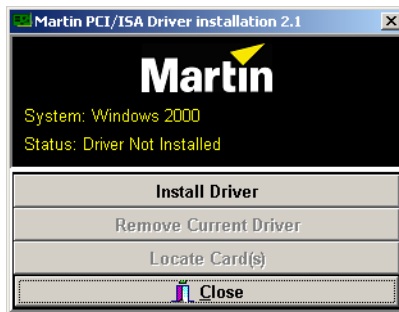 Martin PCI/ISA Driver installation 2.1
Martin
System: Windows 2000
Status: Driver Not Installed
Install Driver
Remove Current Driver
Locate Card(s)
Close